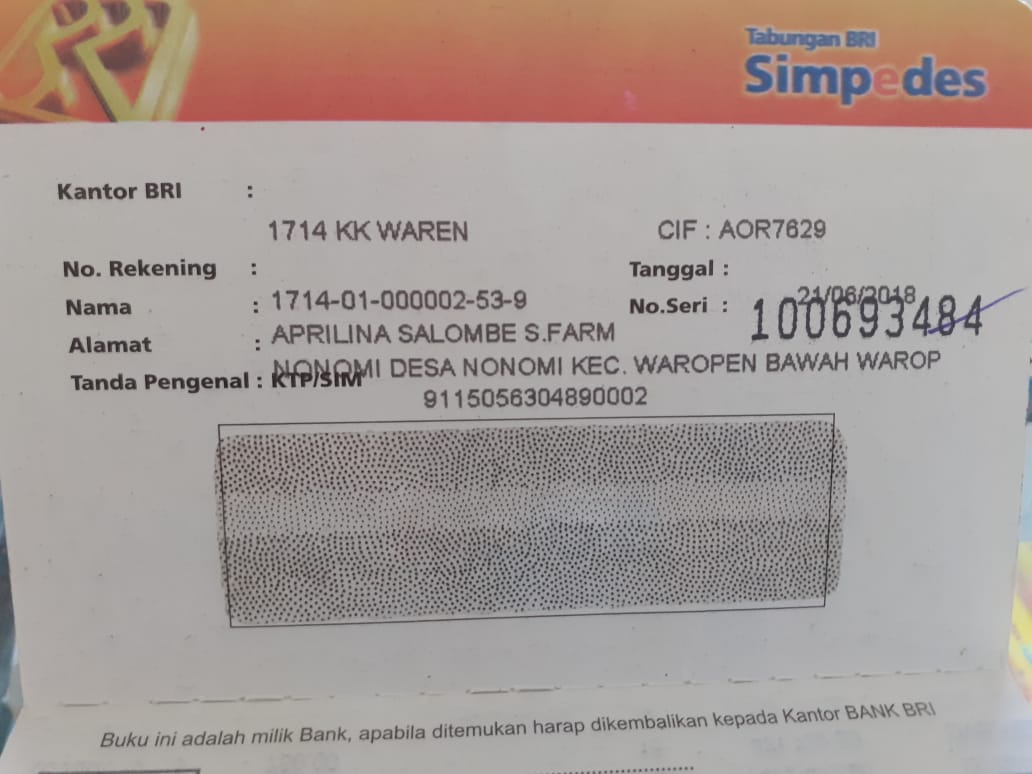 Tabungan BRI
Simpedes
Kantor BRI :
1714 KK WAREN
CIF : AOR7629
No. Rekening :
Tanggal :
1714-01-000002-53-9
21/06/2018
Nama :
No.Seri :
100693484
APRILINA SALOMBE S.FARM
Alamat :
NONOMI DESA NONOMI KEC. WAROPEN BAWAH WAROP
Tanda Pengenal : KTP/SIM
9115056304890002
Buku ini adalah milik Bank, apabila ditemukan harap dikembalikan kepada Kantor BANK BRI